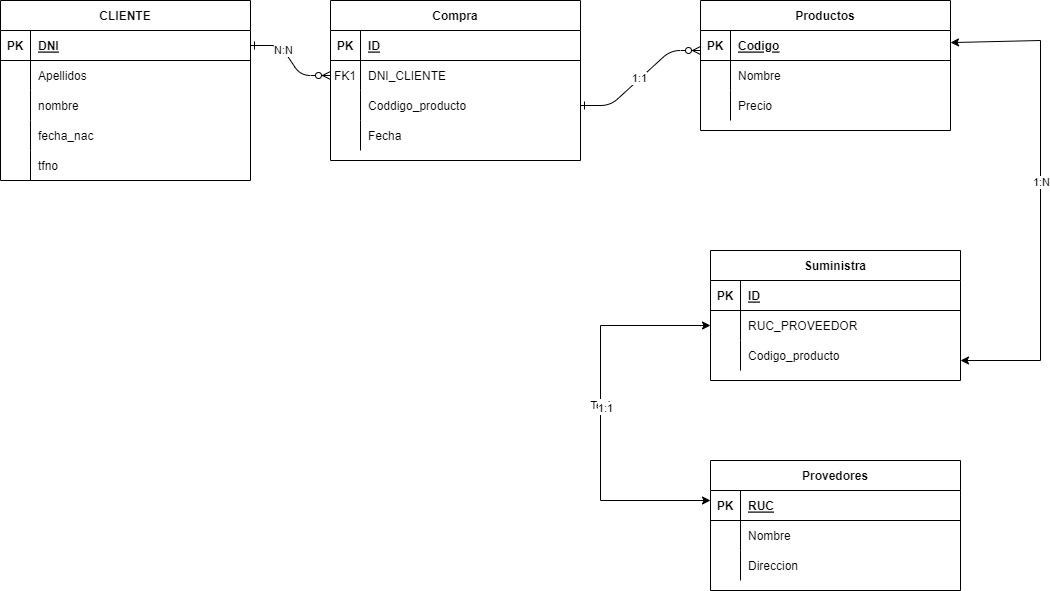 CLIENTE
PK DNI
Apellidos
nombre
fecha_nac
tfno
N:N
Compra
PK ID
FK1 DNI_CLIENTE
Coddigo_producto
Fecha
1:1
Productos
PK Codigo
Nombre
Precio
1:N
Suministra
PK ID
RUC_PROVEEDOR
Codigo_producto
1:1
Provedores
PK RUC
Nombre
Direccion